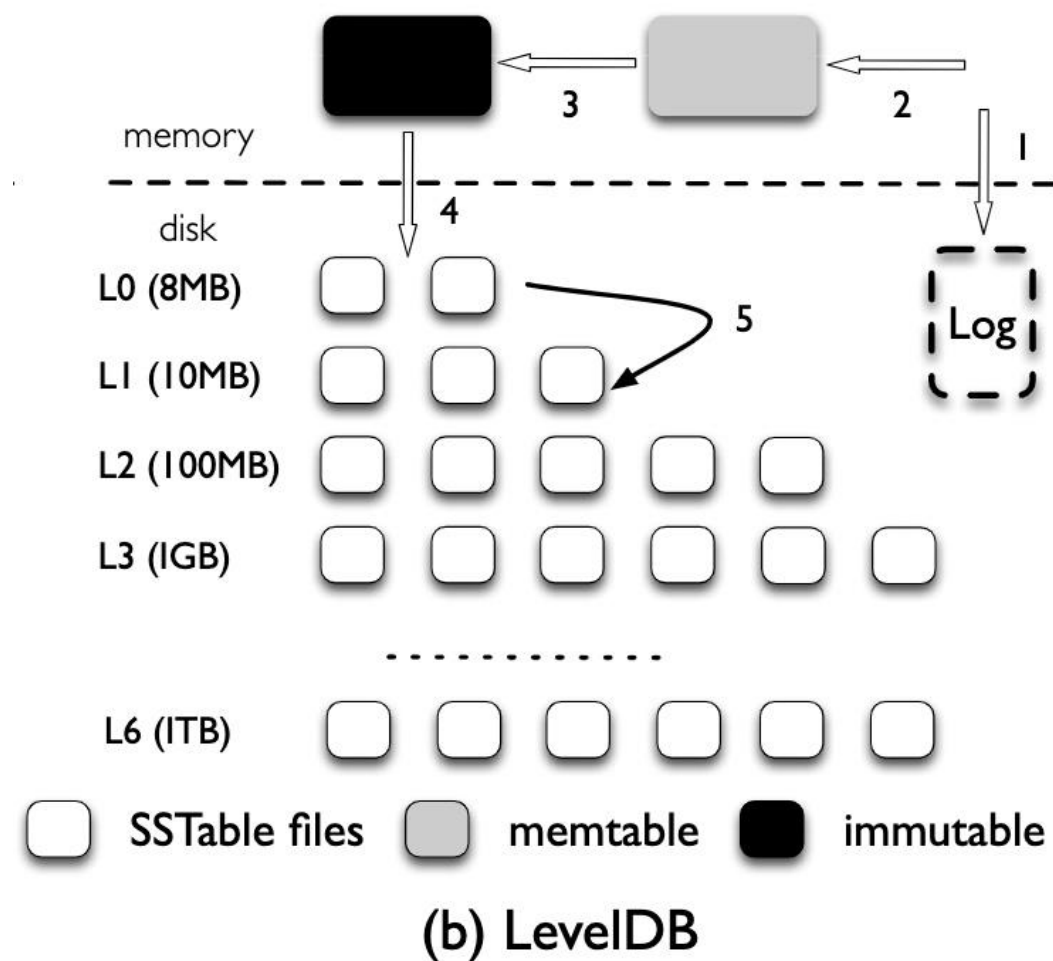 3
2
memory
1
4
disk
L0 (8MB)
5
Log
L1 (10MB)
L2 (100MB)
L3 (1GB)
L6 (1TB)
SSTable files
memtable
immutable
(b) LevelDB